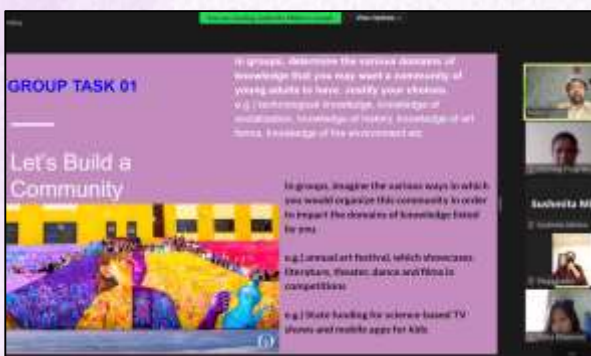 GROUP TASK 01
In groups, determine the various domains of
knowledge that you may want a community of
young adults to have. Justify your choices.
e.g.) technological knowledge, knowledge of
socialization, knowledge of history, knowledge of art
forms, knowledge of the environment etc
Let's Build a
Community
In groups, imagine the various ways in which
you would organize this community in order
to impact the domains of knowledge listed
by you.
e.g.) annual art festival, which showcases
literature, theater, dance and films in
competitions
e.g.) State funding for science-based TV
shows and mobile apps for kids
Sushmita